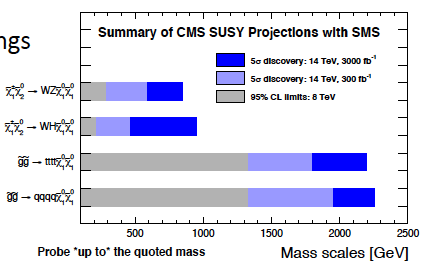 ngs
Summary of CMS SUSY Projections with SMS
5σ discovery: 14 TeV, 3000 fb⁻¹
5σ discovery: 14 TeV, 300 fb⁻¹
95% CL limits: 8 TeV
χ̃₁±χ̃₂⁰ → WZχ̃₁⁰χ̃₁⁰
χ̃₁±χ̃₂⁰ → WHχ̃₁⁰χ̃₁⁰
g̃g̃ → ttttχ̃₁⁰χ̃₁⁰
g̃g̃ → qqqqχ̃₁⁰χ̃₁⁰
500 1000 1500 2000 2500
Probe *up to* the quoted mass Mass scales [GeV]